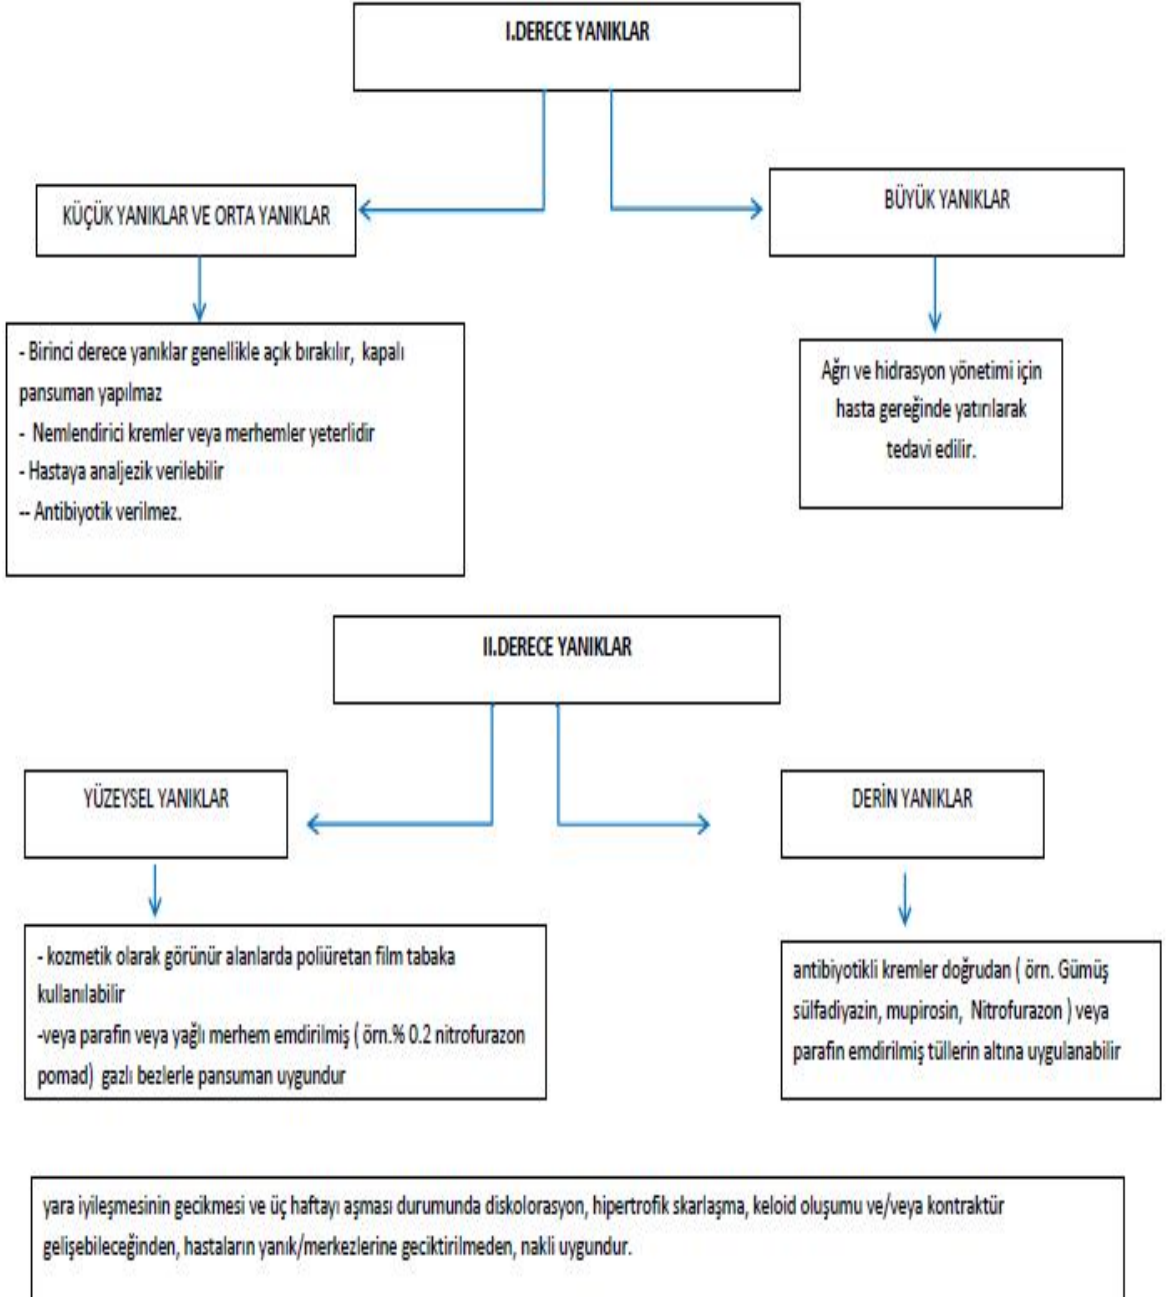 I.DERECE YANIKLAR
KÜÇÜK YANIKLAR VE ORTA YANIKLAR
BÜYÜK YANIKLAR
- Birinci derece yanıklar genellikle açık bırakılır, kapalı
pansuman yapılmaz
- Nemlendirici kremler veya merhemler yeterlidir
- Hastaya analjezik verilebilir
-- Antibiyotik verilmez.
Ağrı ve hidrasyon yönetimi için
hasta gereğinde yatırılarak
tedavi edilir.
II.DERECE YANIKLAR
YÜZEYSEL YANIKLAR
DERİN YANIKLAR
- kozmetik olarak görünür alanlarda poliüretan film tabaka
kullanılabilir
-veya parafin veya yağlı merhem emdirilmiş ( örn.% 0.2 nitrofurazon
pomad) gazlı bezlerle pansuman uygundur
antibiyotikli kremler doğrudan ( örn. Gümüş
sülfadiyazin, mupirosin, Nitrofurazon ) veya
parafin emdirilmiş tüllerin altına uygulanabilir
yara iyileşmesinin gecikmesi ve üç haftayı aşması durumunda diskolorasyon, hipertrofik skarlaşma, keloid oluşumu ve/veya kontraktür
gelişebileceğinden, hastaların yanık/merkezlerine geciktirilmeden, nakli uygundur.